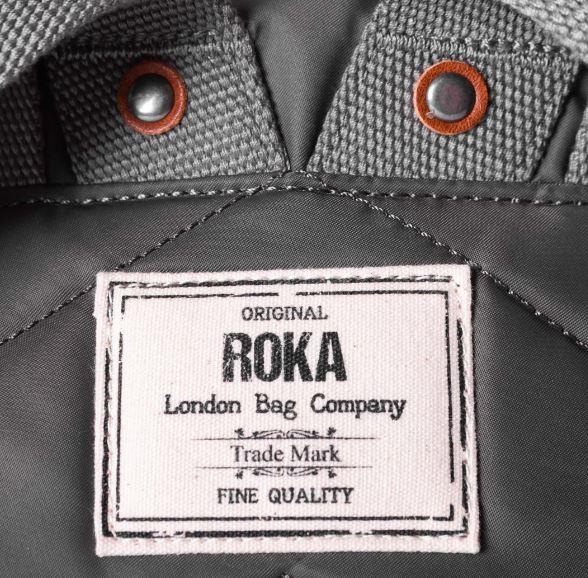 ORIGINAL
ROKA
London Bag Company
Trade Mark
FINE QUALITY